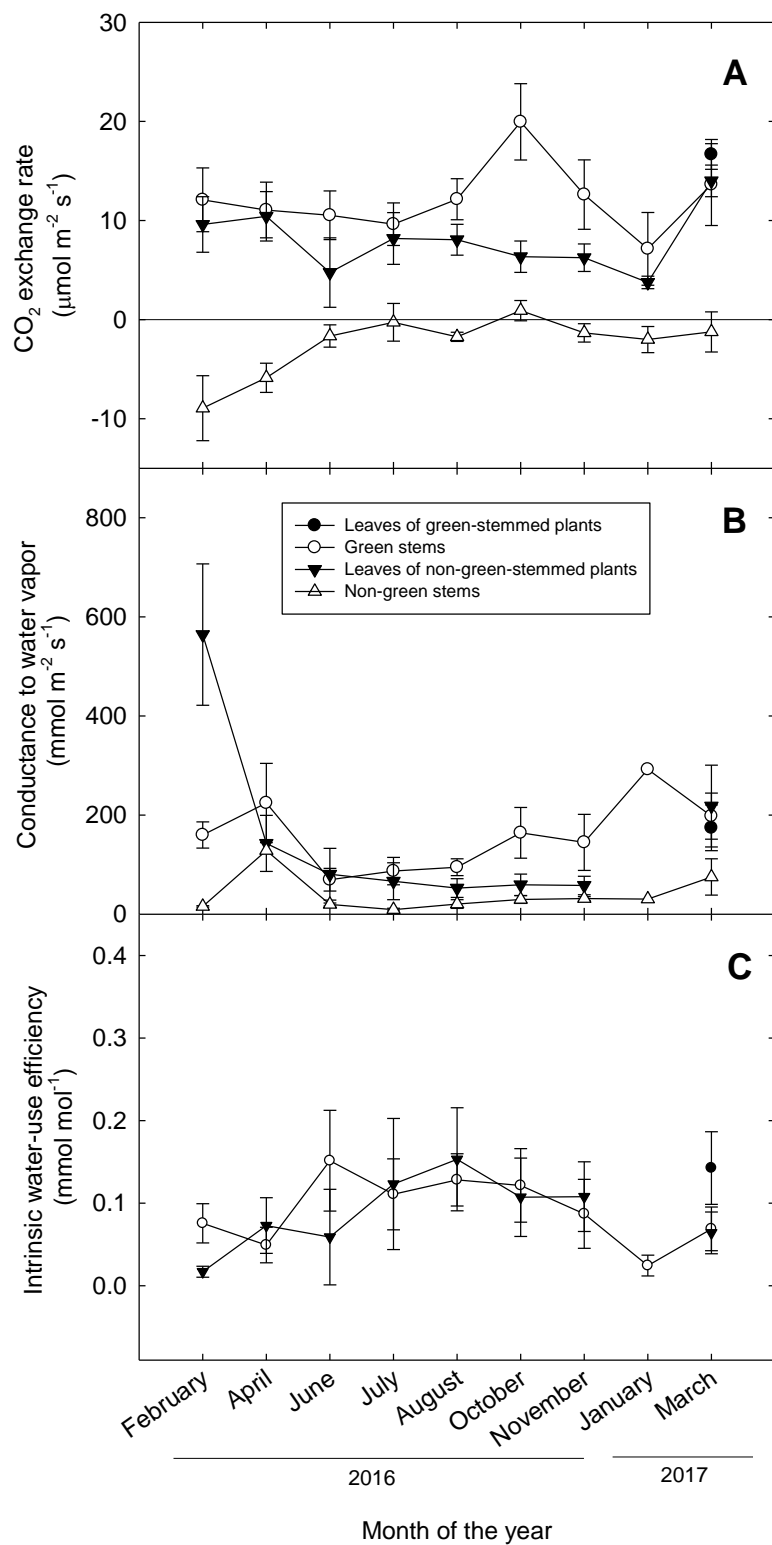 30
A
20
10
0
-10
CO₂ exchange rate
(μmol m⁻² s⁻¹)
800
B
Leaves of green-stemmed plants
Green stems
Leaves of non-green-stemmed plants
Non-green stems
600
400
200
0
Conductance to water vapor
(mmol m⁻² s⁻¹)
0.4
C
0.3
0.2
0.1
0.0
Intrinsic water-use efficiency
(mmol mol⁻¹)
February
April
June
July
August
October
November
January
March
2016
2017
Month of the year